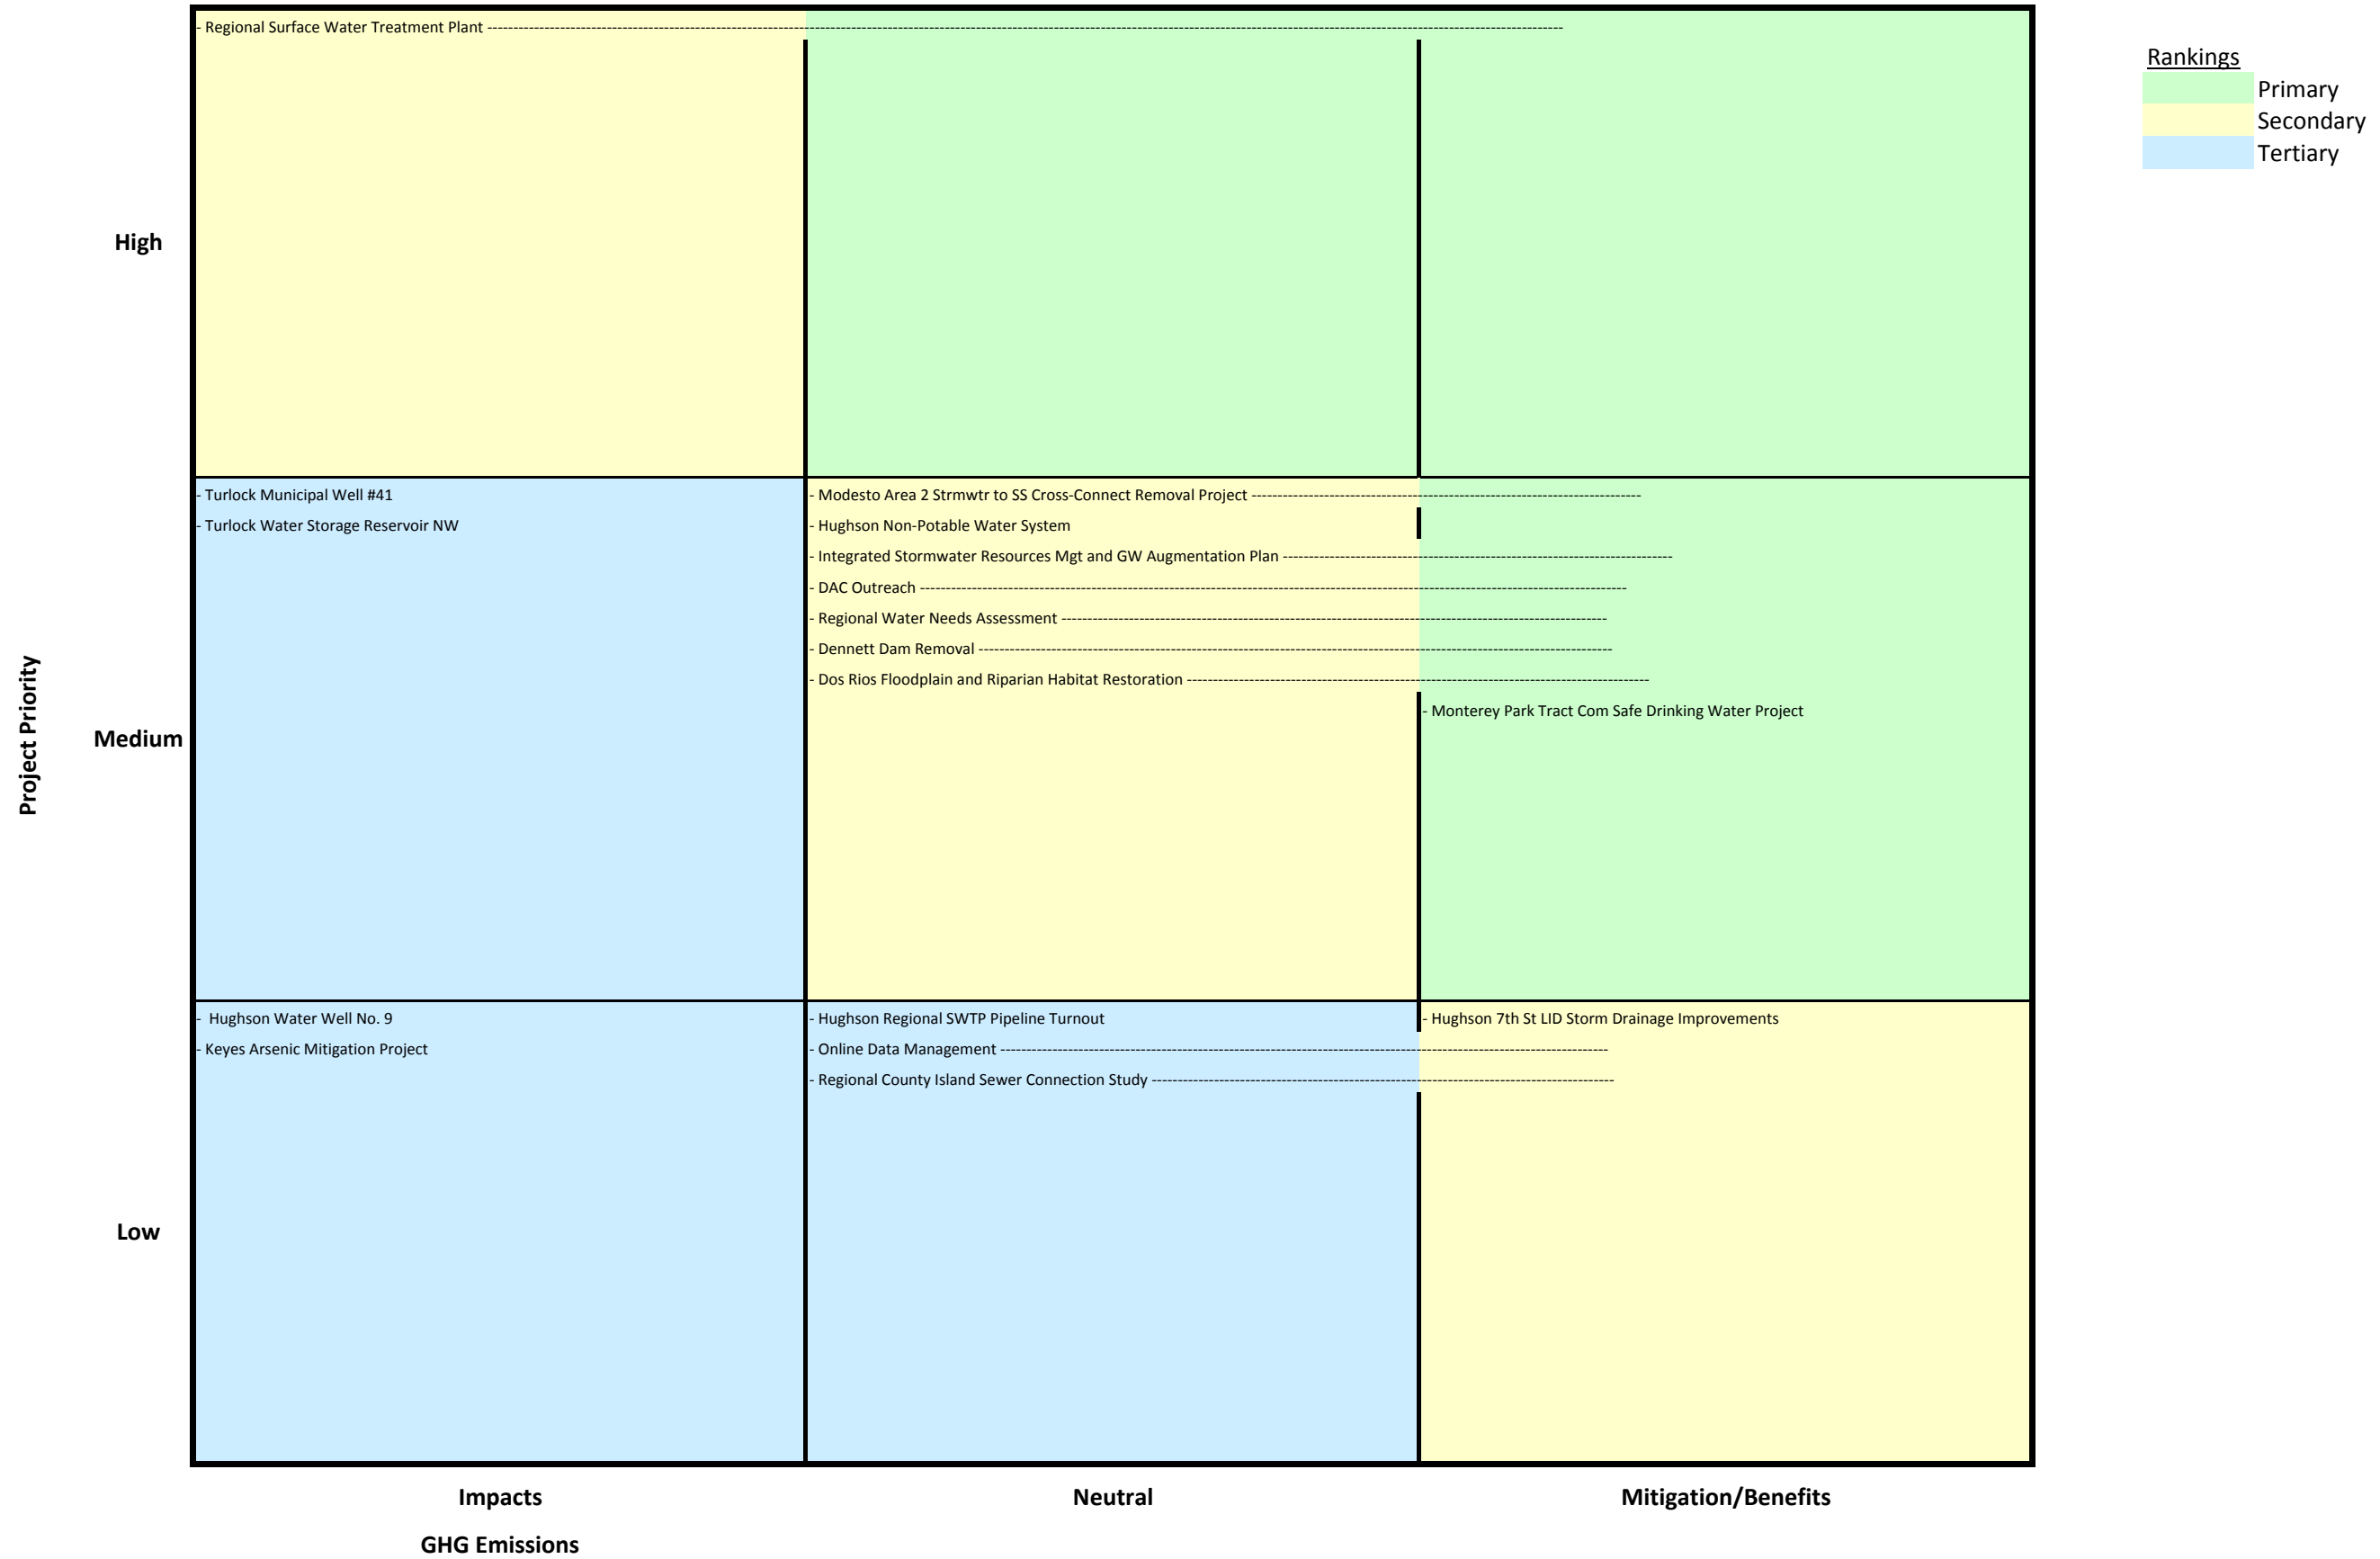 - Regional Surface Water Treatment Plant ----------
Rankings
Primary
Secondary
Tertiary
High
- Turlock Municipal Well #41
- Turlock Water Storage Reservoir NW
- Modesto Area 2 Strmwtr to SS Cross-Connect Removal Project ----------
- Hughson Non-Potable Water System
- Integrated Stormwater Resources Mgt and GW Augmentation Plan ----------
- DAC Outreach ----------
- Regional Water Needs Assessment ----------
- Dennett Dam Removal ----------
- Dos Rios Floodplain and Riparian Habitat Restoration ----------
- Monterey Park Tract Com Safe Drinking Water Project
Project Priority
Medium
- Hughson Water Well No. 9
- Keyes Arsenic Mitigation Project
- Hughson Regional SWTP Pipeline Turnout
- Online Data Management ----------
- Regional County Island Sewer Connection Study ----------
- Hughson 7th St LID Storm Drainage Improvements
Low
Impacts
Neutral
Mitigation/Benefits
GHG Emissions